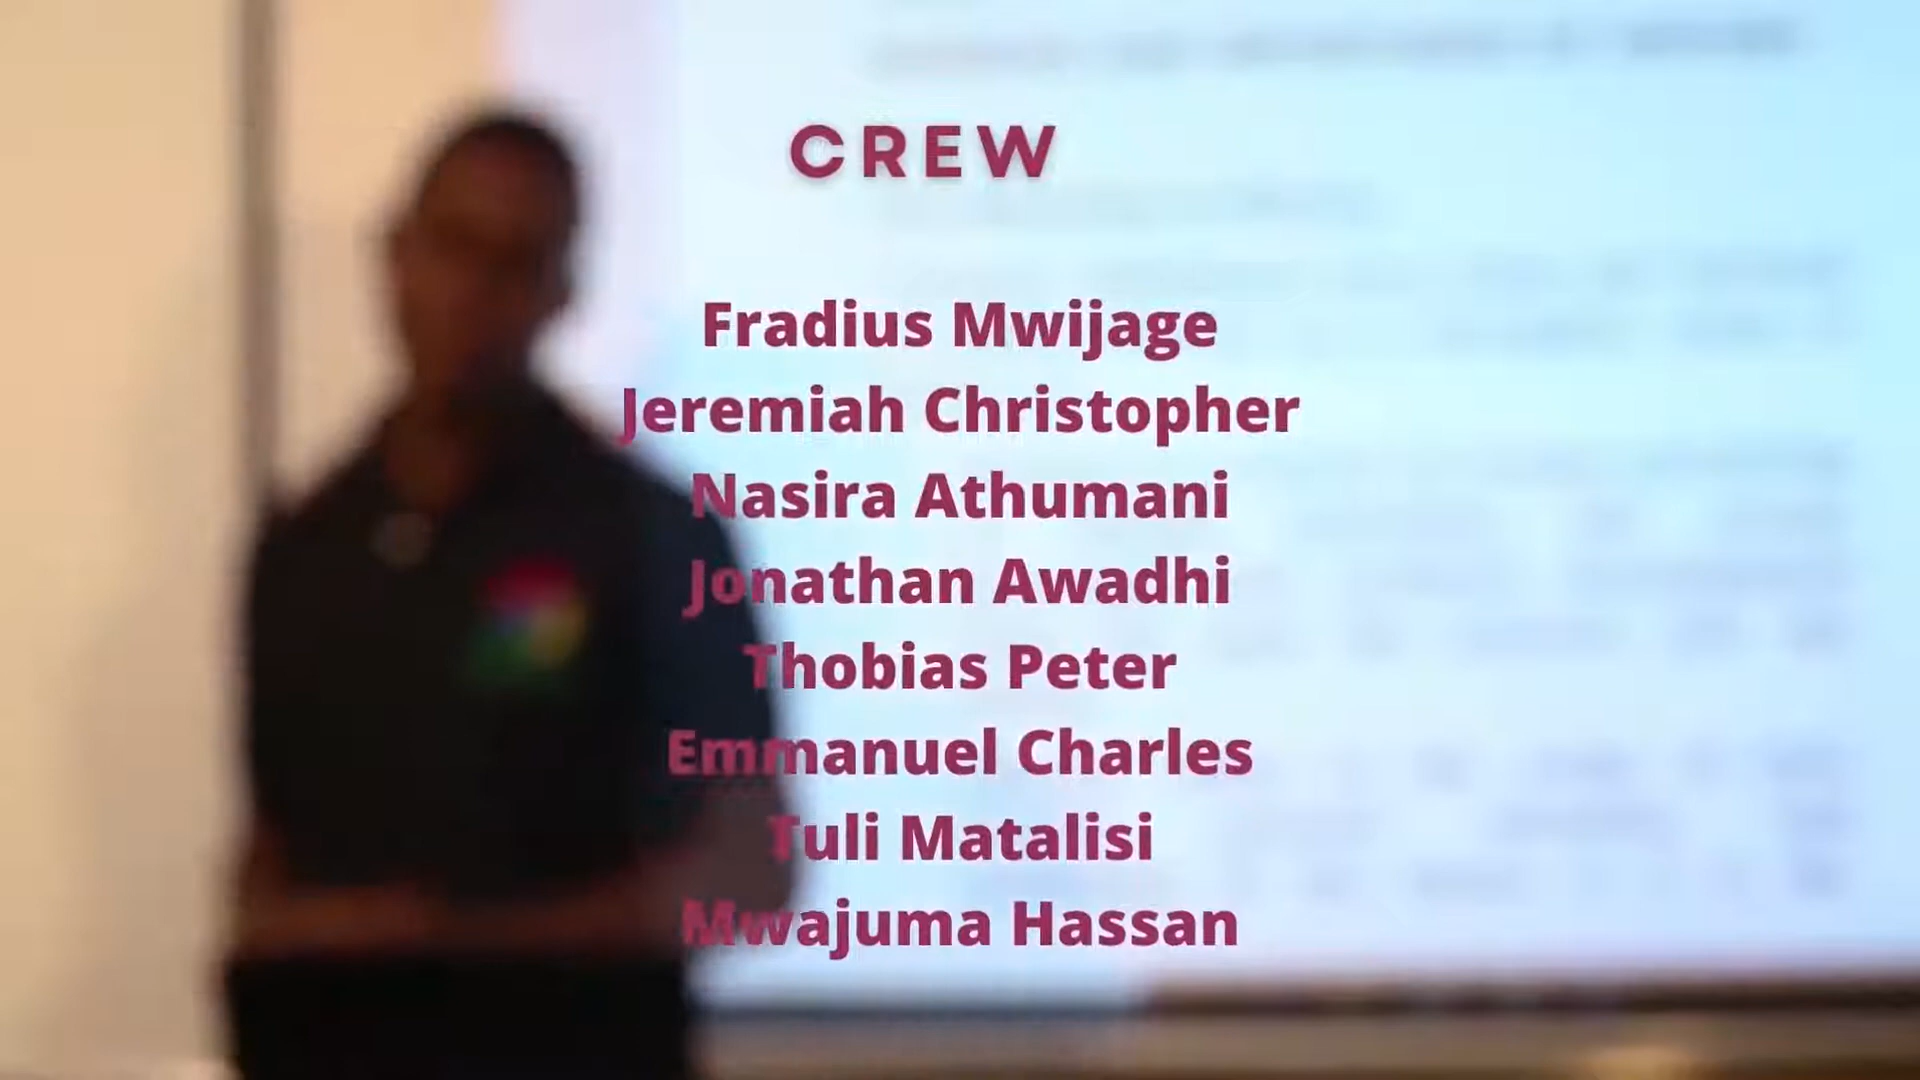 CREW
Fradius Mwijage
Jeremiah Christopher
Nasira Athumani
Jonathan Awadhi
Thobias Peter
Emmanuel Charles
Tuli Matalisi
Mwajuma Hassan